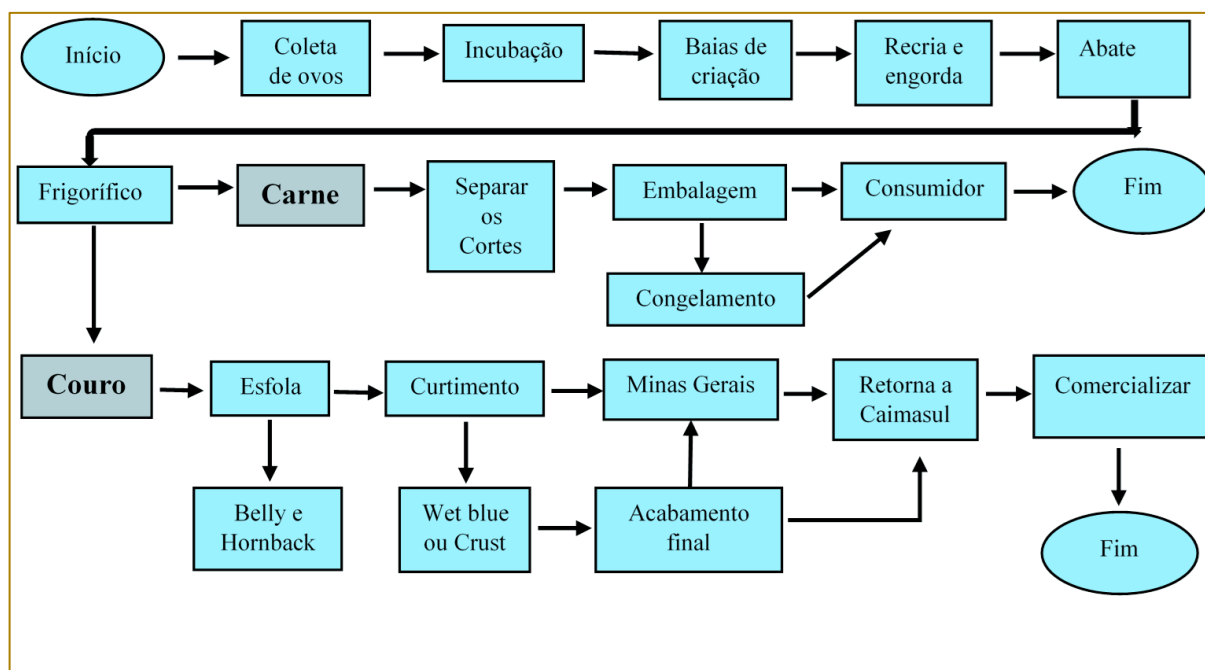 Início
Coleta
de ovos
Incubação
Baias de
criação
Recria e
engorda
Abate
Frigorífico
Carne
Separar
os
Cortes
Embalagem
Consumidor
Fim
Congelamento
Couro
Esfola
Curtimento
Minas Gerais
Retorna a
Caimasul
Comercializar
Belly e
Hornback
Wet blue
ou Crust
Acabamento
final
Fim